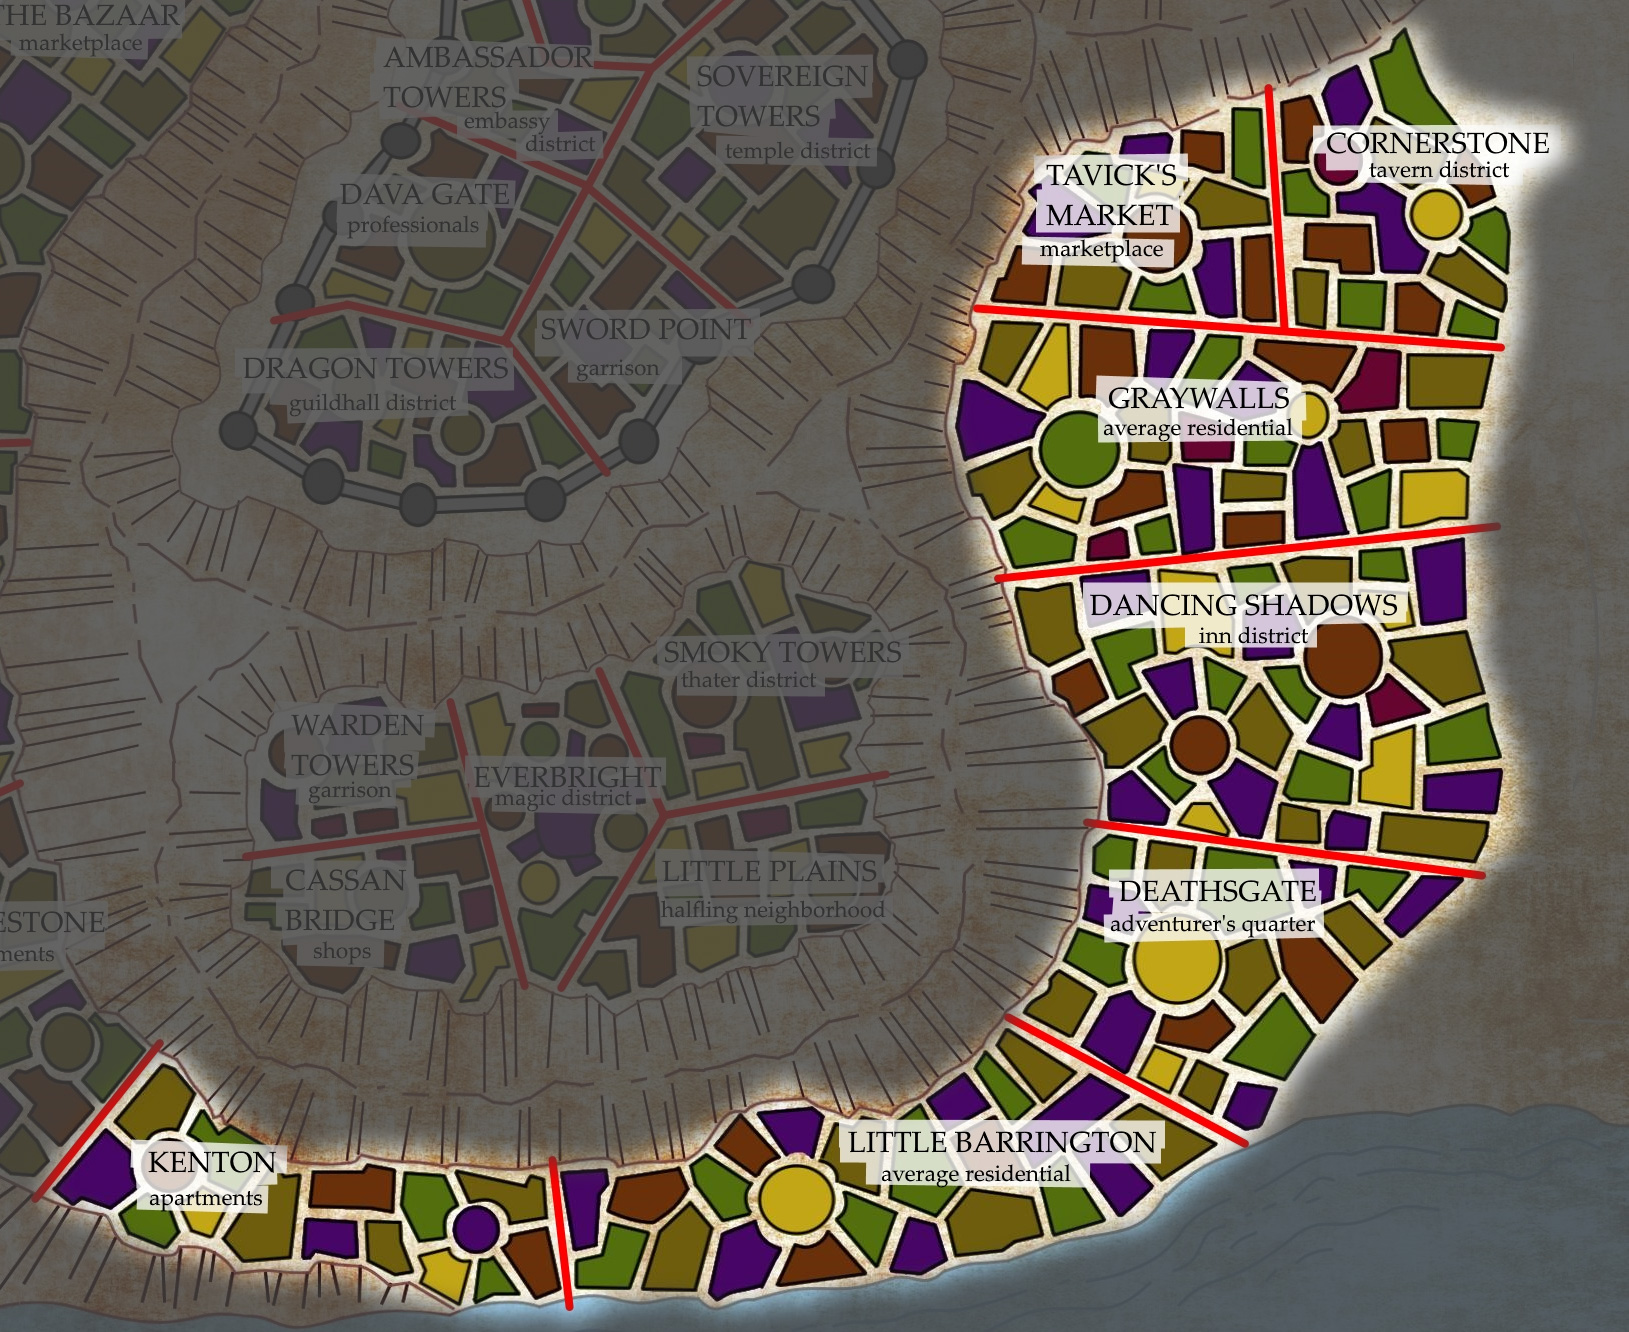 THE BAZAAR
marketplace
AMBASSADOR
TOWERS
embassy
district
SOVEREIGN
TOWERS
temple district
DAVA GATE
professionals
SWORD POINT
garrison
DRAGON TOWERS
guildhall district
CORNERSTONE
tavern district
TAVICK'S
MARKET
marketplace
GRAYWALLS
average residential
DANCING SHADOWS
inn district
SMOKY TOWERS
thater district
WARDEN
TOWERS
garrison
EVERBRIGHT
magic district
CASSAN
BRIDGE
shops
LITTLE PLAINS
halfling neighborhood
DEATHSGATE
adventurer's quarter
ESTONE
ments
LITTLE BARRINGTON
average residential
KENTON
apartments